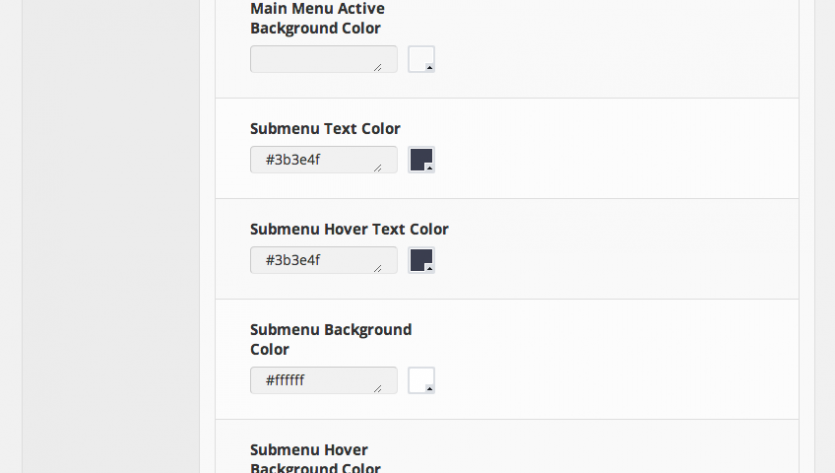 Main Menu Active
Background Color
Submenu Text Color
#3b3e4f
Submenu Hover Text Color
#3b3e4f
Submenu Background
Color
#ffffff
Submenu Hover
Background Color